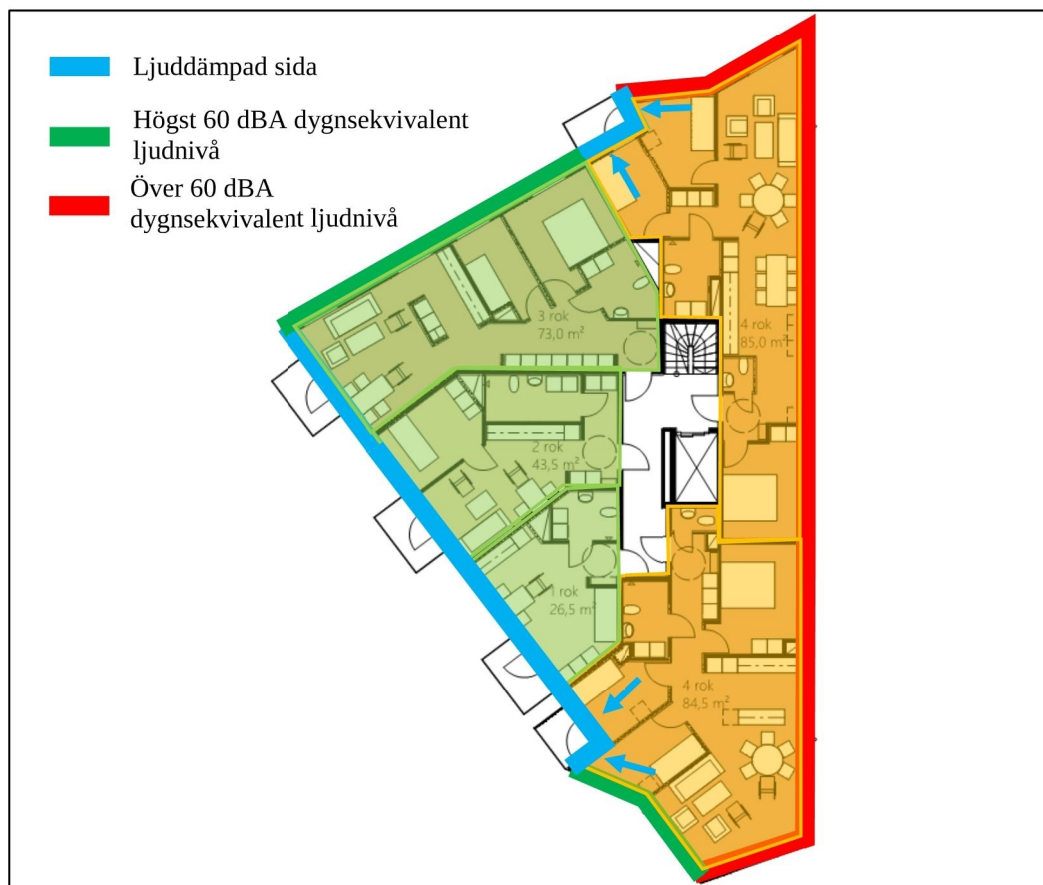 Ljuddämpad sida
Högst 60 dBA dygnsekvivalent
ljudnivå
Över 60 dBA
dygnsekvivalent ljudnivå
3 rok
73,0 m²
4 rok
85,0 m²
2 rok
43,5 m²
1 rok
26,5 m²
4 rok
84,5 m²